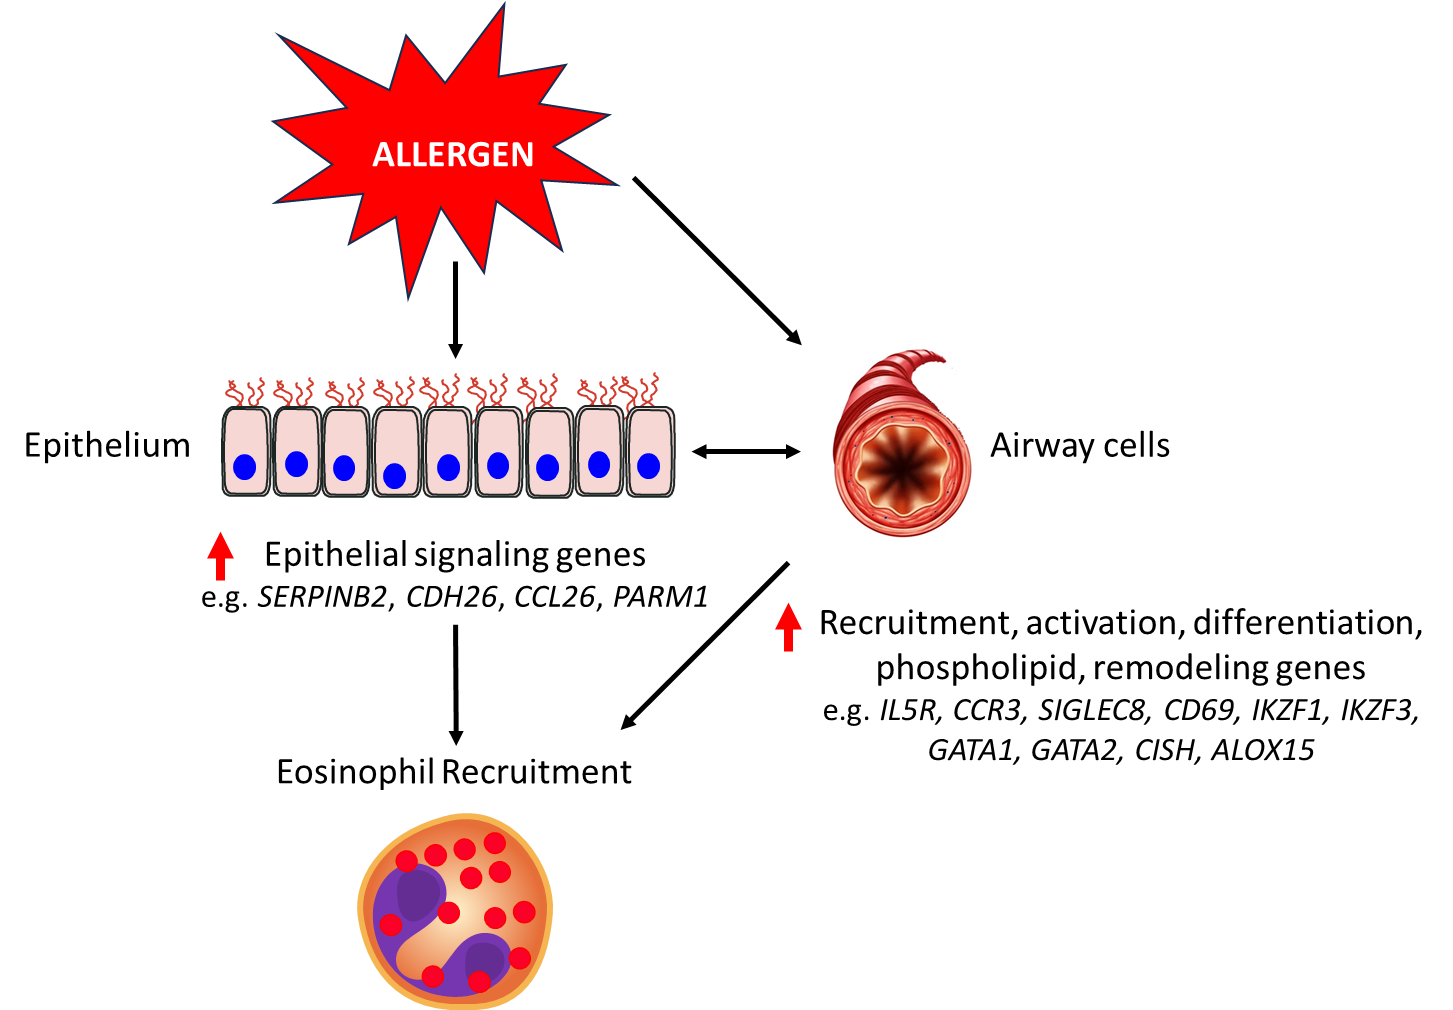 ALLERGEN
Epithelium
Airway cells
Epithelial signaling genes
e.g. SERPINB2, CDH26, CCL26, PARM1
Recruitment, activation, differentiation,
phospholipid, remodeling genes
e.g. IL5R, CCR3, SIGLEC8, CD69, IKZF1, IKZF3,
GATA1, GATA2, CISH, ALOX15
Eosinophil Recruitment